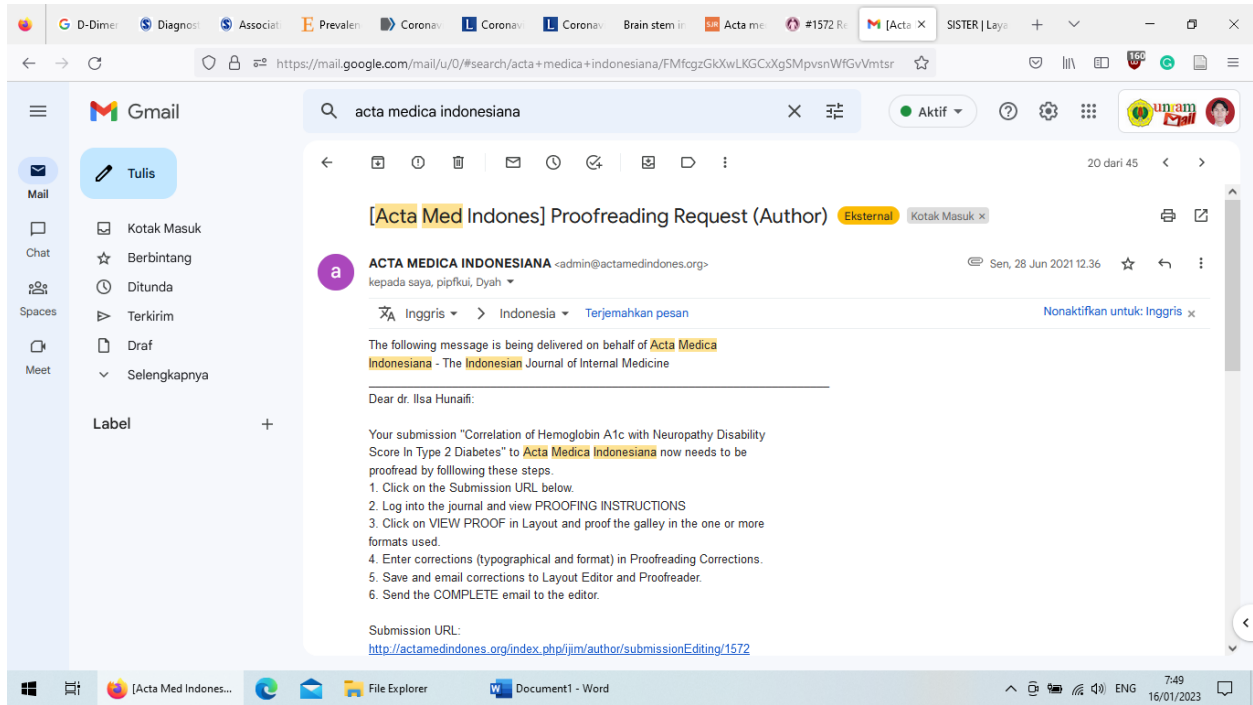 D-Dimer
Diagnos
Associati
Prevalen
Coronav
Coronav
Coronav
Brain stem in
Acta me
#1572 Re
[Acta
SISTER | Laya
https://mail.google.com/mail/u/0/#search/acta+medica+indonesiana/FMfcgzGkXwLKGCxXgSMpvsnWfGvVmtsr
160
Gmail
acta medica indonesiana
Aktif
unram
Mail
Mail
Chat
Spaces
Meet
Tulis
Kotak Masuk
Berbintang
Ditunda
Terkirim
Draf
Selengkapnya
Label
20 dari 45
[Acta Med Indones] Proofreading Request (Author) Eksternal Kotak Masuk
ACTA MEDICA INDONESIANA <admin@actamedindones.org>
Sen, 28 Jun 2021 12.36
kepada saya, pipfkui, Dyah
Inggris > Indonesia Terjemahkan pesan
Nonaktifkan untuk: Inggris
The following message is being delivered on behalf of Acta Medica
Indonesiana - The Indonesian Journal of Internal Medicine
Dear dr. Ilsa Hunaifi:
Your submission "Correlation of Hemoglobin A1c with Neuropathy Disability
Score In Type 2 Diabetes" to Acta Medica Indonesiana now needs to be
proofread by folllowing these steps.
1. Click on the Submission URL below.
2. Log into the journal and view PROOFING INSTRUCTIONS
3. Click on VIEW PROOF in Layout and proof the galley in the one or more
formats used.
4. Enter corrections (typographical and format) in Proofreading Corrections.
5. Save and email corrections to Layout Editor and Proofreader.
6. Send the COMPLETE email to the editor.
Submission URL:
http://actamedindones.org/index.php/ijim/author/submissionEditing/1572
[Acta Med Indones...
File Explorer
Document1 - Word
ENG
7:49
16/01/2023